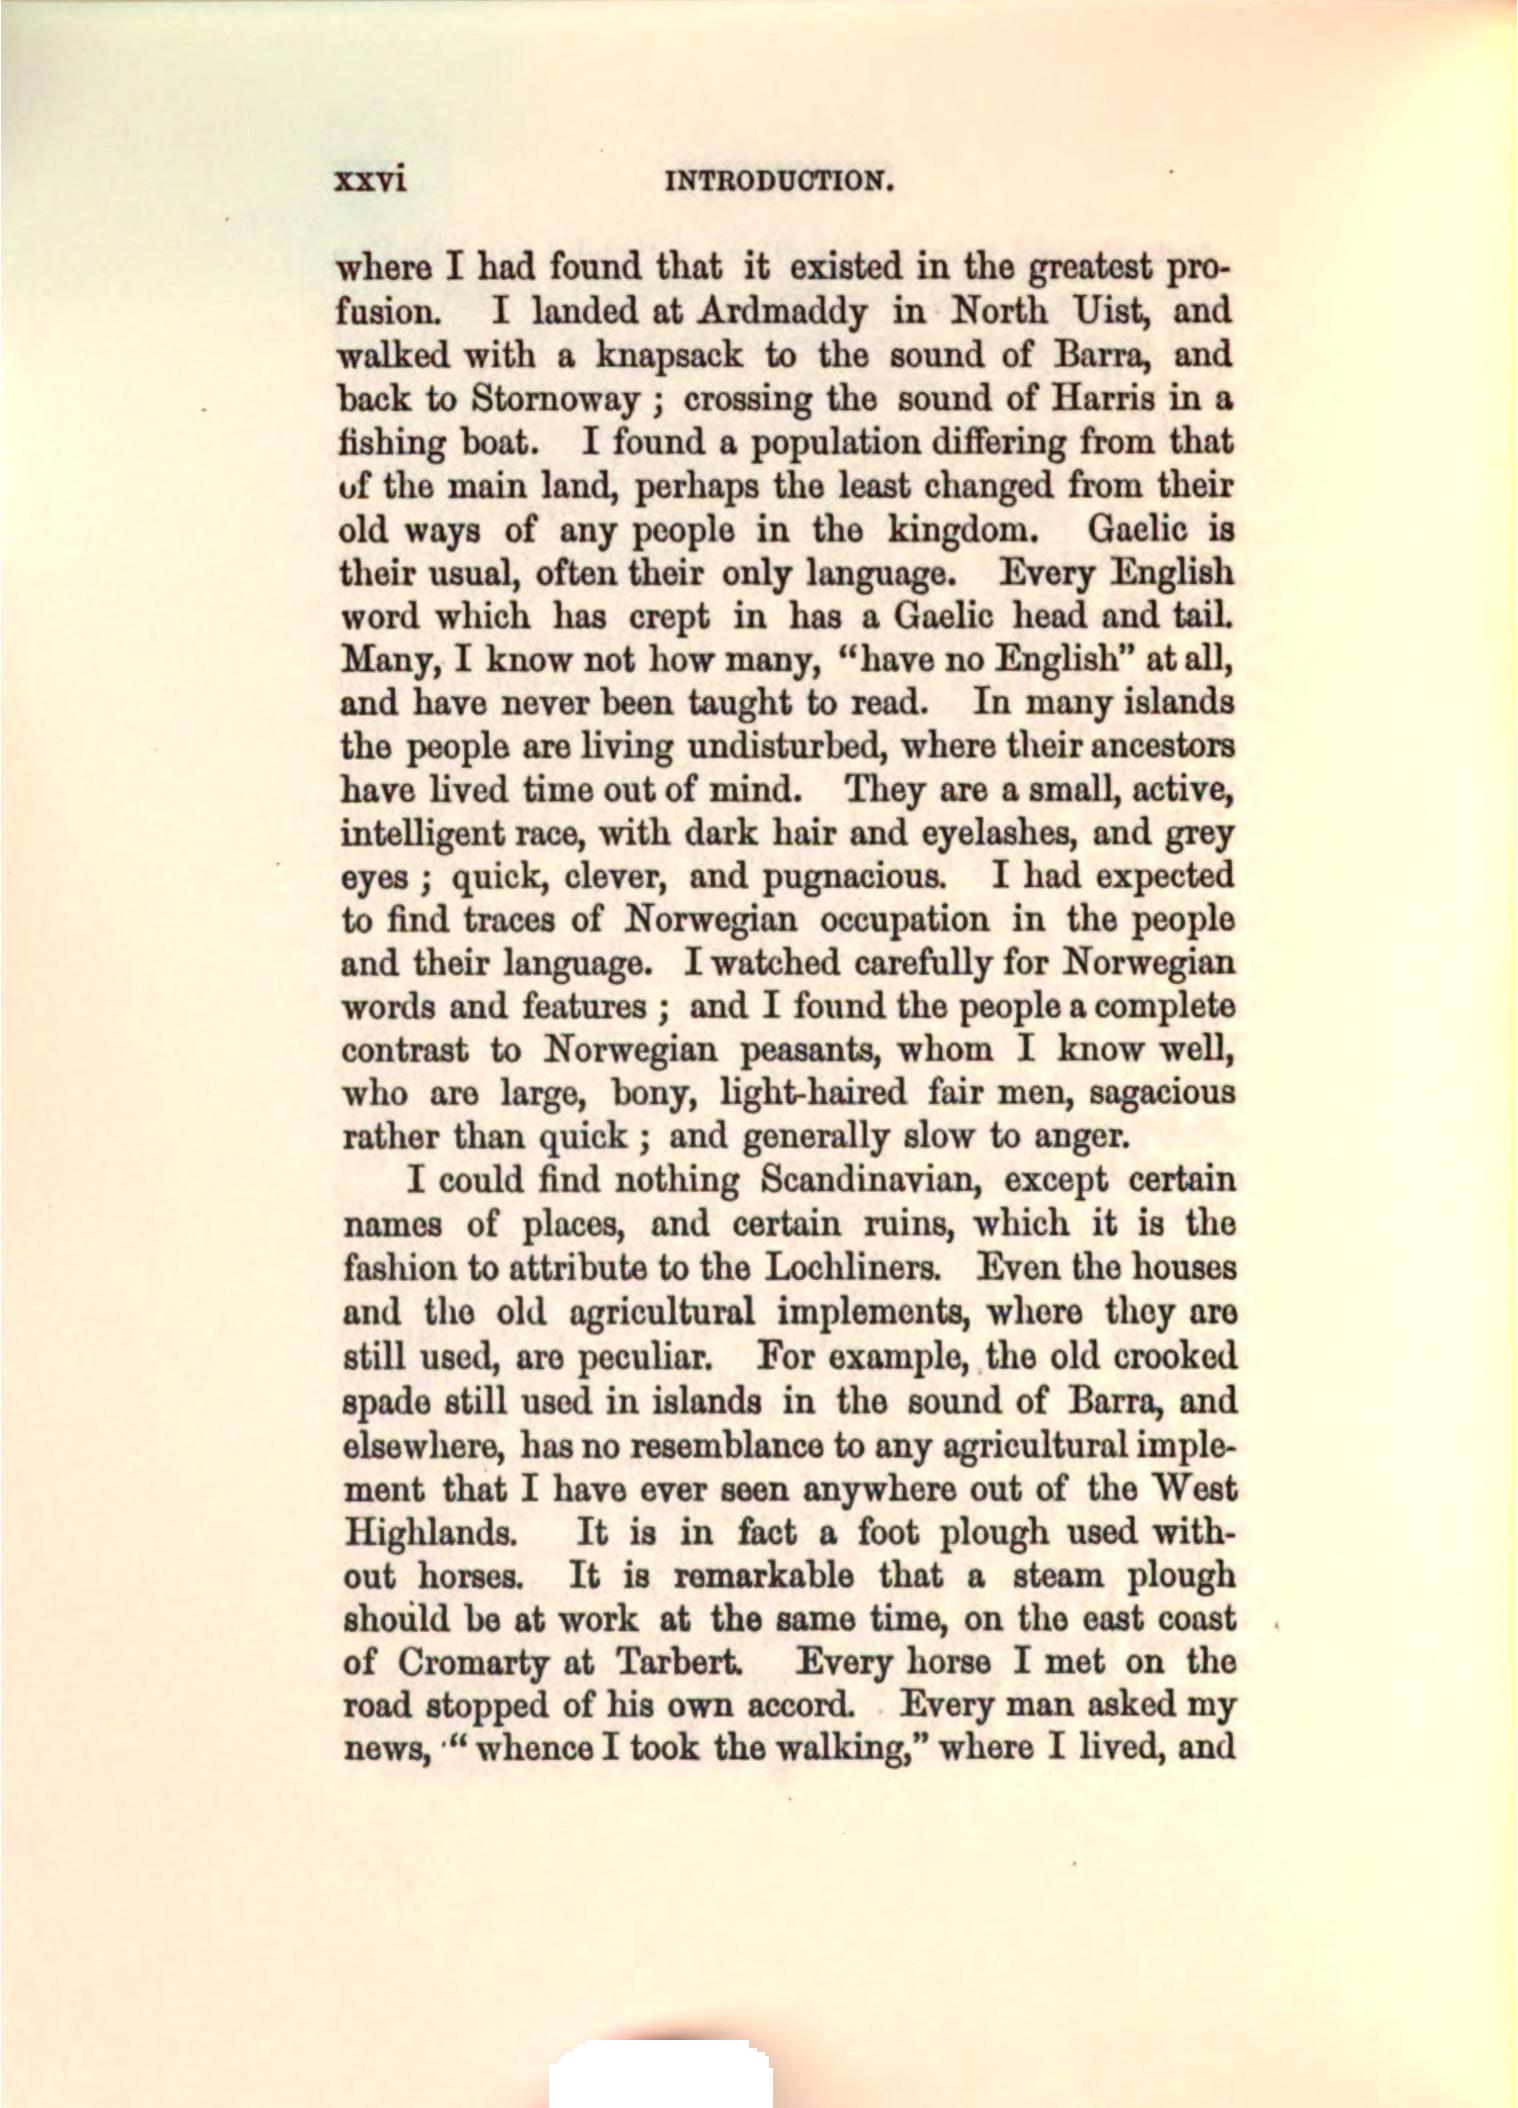 xxvi INTRODUCTION.
where I had found that it existed in the greatest pro-
fusion. I landed at Ardmaddy in North Uist, and
walked with a knapsack to the sound of Barra, and
back to Stornoway ; crossing the sound of Harris in a
fishing boat. I found a population differing from that
of the main land, perhaps the least changed from their
old ways of any people in the kingdom. Gaelic is
their usual, often their only language. Every English
word which has crept in has a Gaelic head and tail.
Many, I know not how many, “have no English” at all,
and have never been taught to read. In many islands
the people are living undisturbed, where their ancestors
have lived time out of mind. They are a small, active,
intelligent race, with dark hair and eyelashes, and grey
eyes ; quick, clever, and pugnacious. I had expected
to find traces of Norwegian occupation in the people
and their language. I watched carefully for Norwegian
words and features ; and I found the people a complete
contrast to Norwegian peasants, whom I know well,
who are large, bony, light-haired fair men, sagacious
rather than quick ; and generally slow to anger.
I could find nothing Scandinavian, except certain
names of places, and certain ruins, which it is the
fashion to attribute to the Lochliners. Even the houses
and the old agricultural implements, where they are
still used, are peculiar. For example, the old crooked
spade still used in islands in the sound of Barra, and
elsewhere, has no resemblance to any agricultural imple-
ment that I have ever seen anywhere out of the West
Highlands. It is in fact a foot plough used with-
out horses. It is remarkable that a steam plough
should be at work at the same time, on the east coast
of Cromarty at Tarbert. Every horse I met on the
road stopped of his own accord. Every man asked my
news, “ whence I took the walking,” where I lived, and